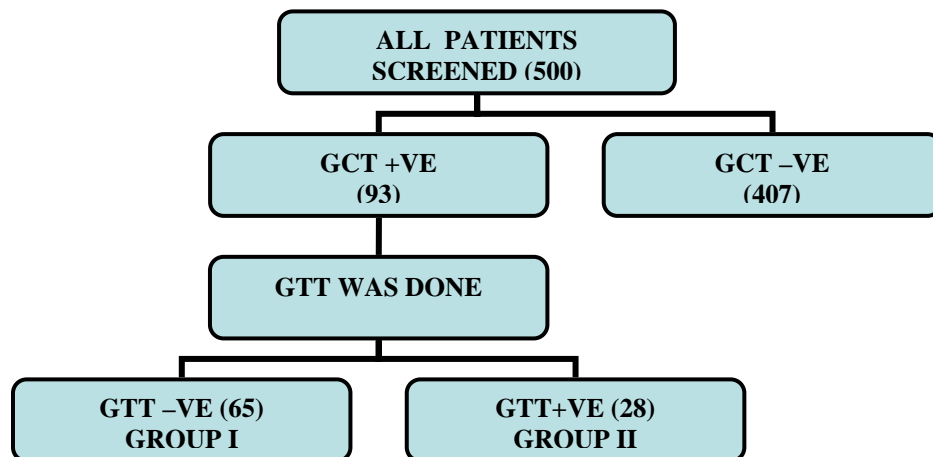 ALL PATIENTS
SCREENED (500)
GCT +VE
(93)
GCT –VE
(407)
GTT WAS DONE
GTT –VE (65)
GROUP I
GTT+VE (28)
GROUP II